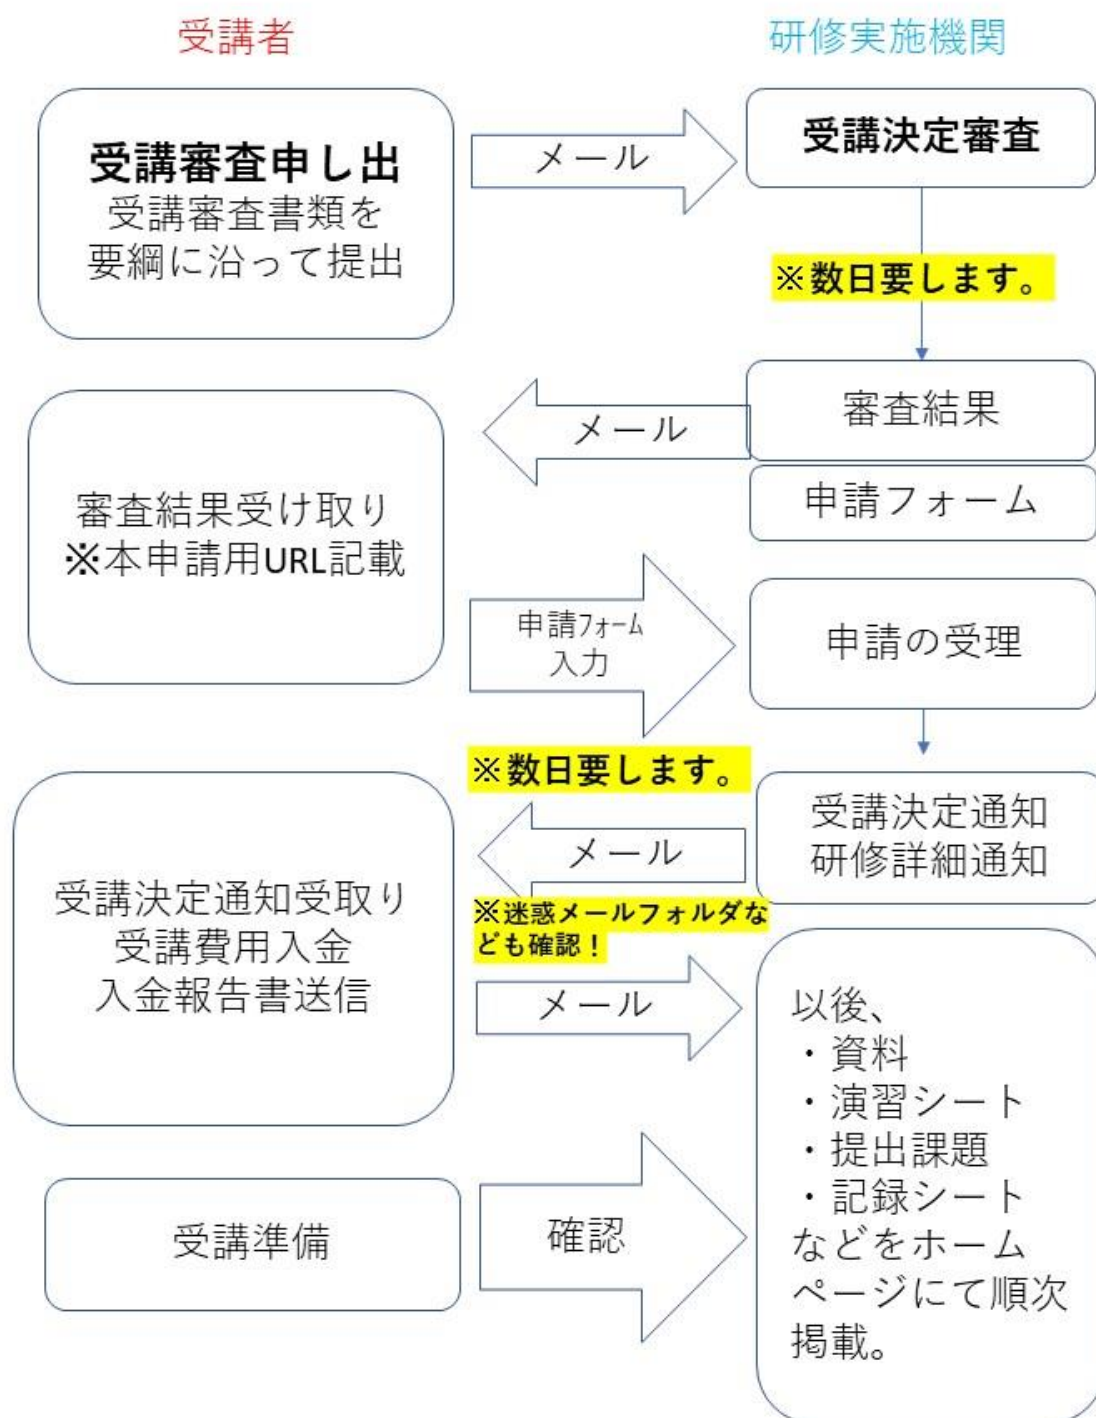 受講者
研修実施機関
受講審査申し出
受講審査書類を
要綱に沿って提出
メール
受講決定審査
※数日要します。
審査結果
メール
申請フォーム
審査結果受け取り
※本申請用URL記載
申請フォーム
入力
申請の受理
※数日要します。
受講決定通知
研修詳細通知
メール
※迷惑メールフォルダな
ども確認！
受講決定通知受取り
受講費用入金
入金報告書送信
メール
以後、
・資料
・演習シート
・提出課題
・記録シート
などをホーム
ページにて順次
掲載。
受講準備
確認